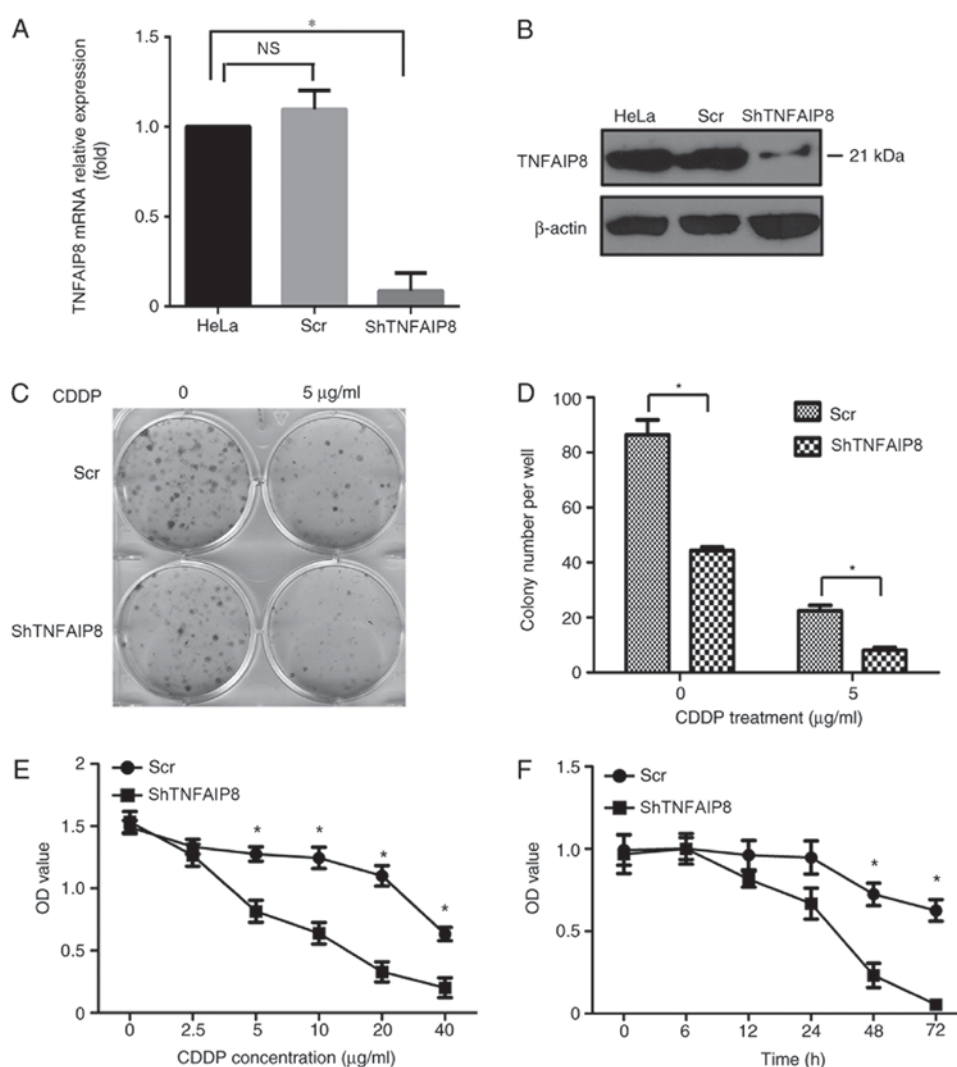 A
TNFAIP8 mRNA relative expression
(fold)
1.5
1.0
0.5
0
*
NS
HeLa
Scr
ShTNFAIP8
B
HeLa
Scr
ShTNFAIP8
TNFAIP8
21 kDa
β-actin
C
CDDP
0
5 μg/ml
Scr
ShTNFAIP8
D
Colony number per well
100
80
60
40
20
0
*
*
Scr
ShTNFAIP8
0
5
CDDP treatment (μg/ml)
E
Scr
ShTNFAIP8
OD value
2
1.5
1.0
0.5
0
*
*
*
*
0
2.5
5
10
20
40
CDDP concentration (μg/ml)
F
Scr
ShTNFAIP8
OD value
1.5
1.0
0.5
0
*
*
0
6
12
24
48
72
Time (h)